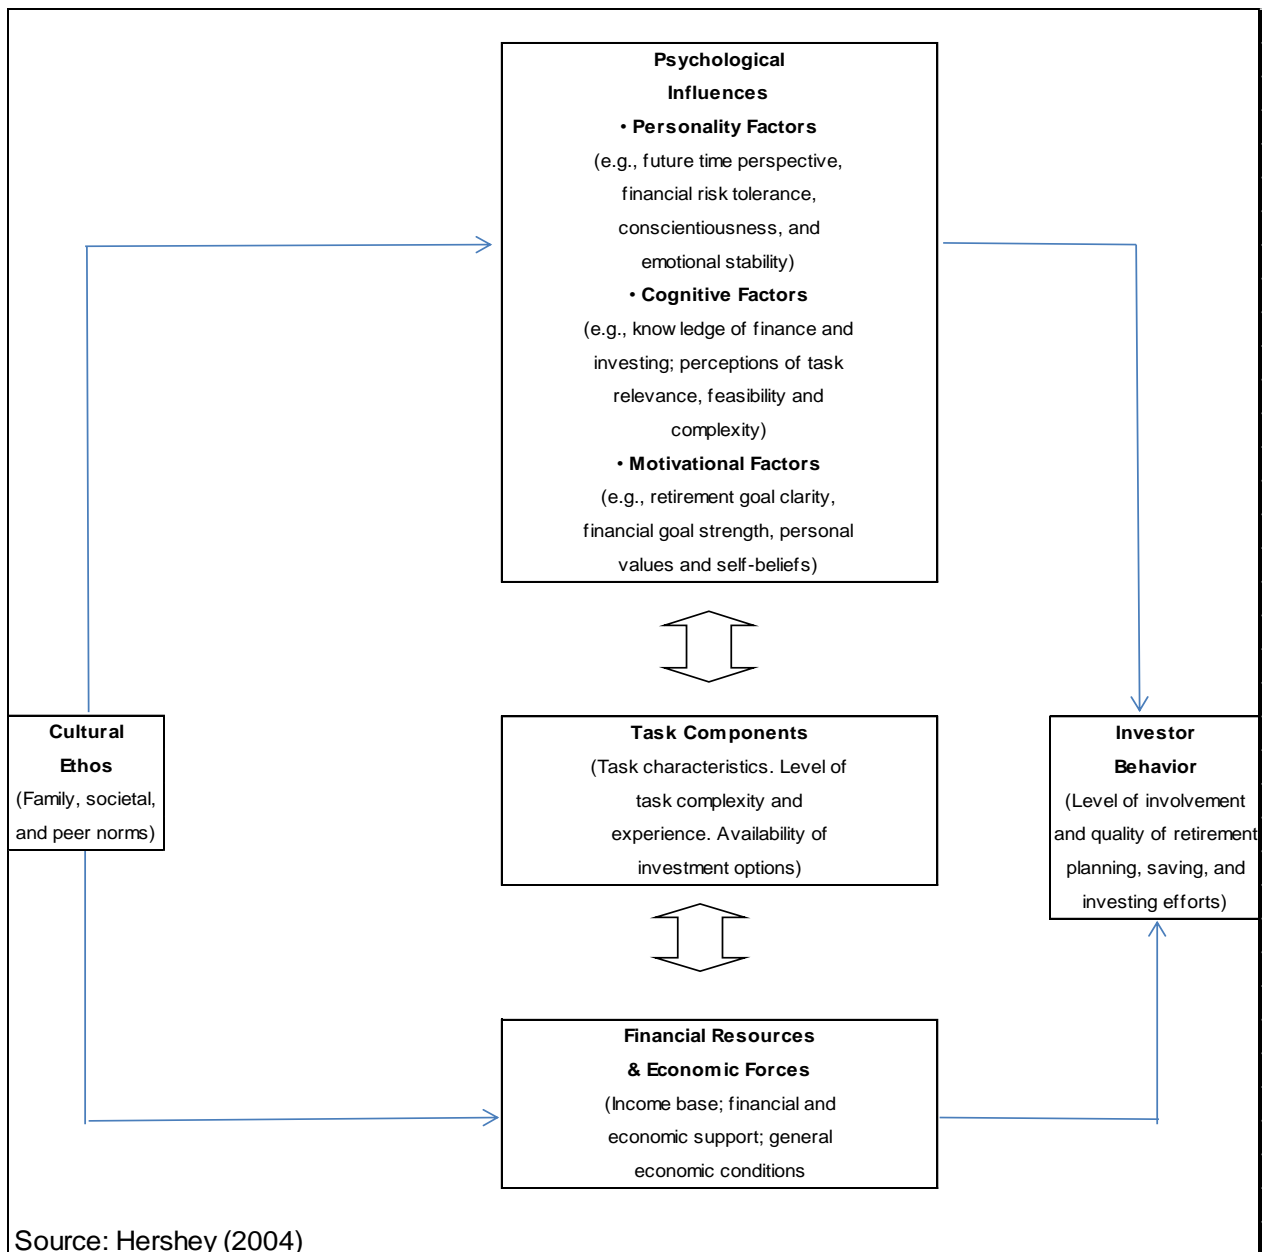 Psychological
Influences
• Personality Factors
(e.g., future time perspective,
financial risk tolerance,
conscientiousness, and
emotional stability)
• Cognitive Factors
(e.g., knowledge of finance and
investing; perceptions of task
relevance, feasibility and
complexity)
• Motivational Factors
(e.g., retirement goal clarity,
financial goal strength, personal
values and self-beliefs)
Cultural
Ethos
(Family, societal,
and peer norms)
Task Components
(Task characteristics. Level of
task complexity and
experience. Availability of
investment options)
Investor
Behavior
(Level of involvement
and quality of retirement
planning, saving, and
investing efforts)
Financial Resources
& Economic Forces
(Income base; financial and
economic support; general
economic conditions
Source: Hershey (2004)